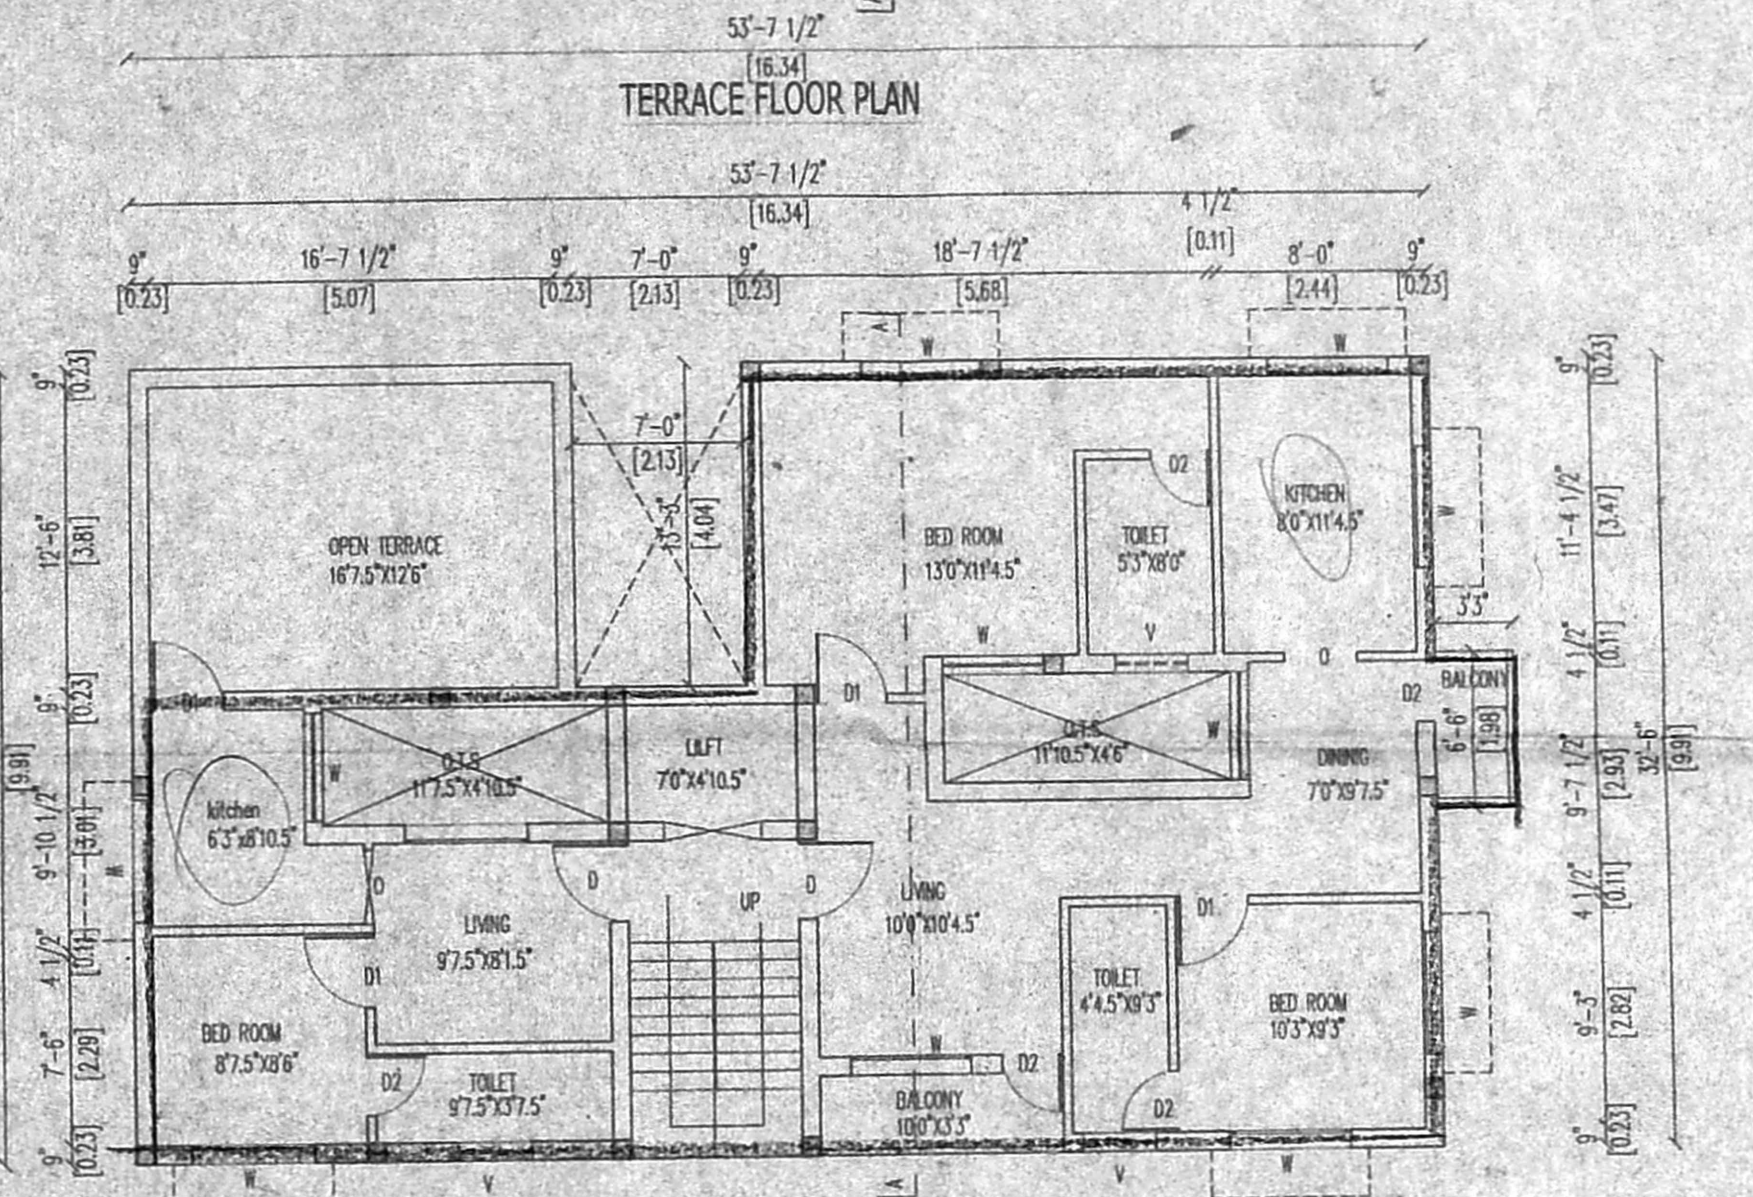 53'-7 1/2"
[16.34]
TERRACE FLOOR PLAN
53'-7 1/2"
[16.34]
4 1/2"
[0.11]
9"
16'-7 1/2"
9"
7'-0"
9"
18'-7 1/2"
8'-0"
9"
[0.23]
[5.07]
[0.23]
[2.13]
[0.23]
[5.68]
[2.44]
[0.23]
A
W
W
9"
[0.23]
9"
[0.23]
7'-0"
[2.13]
13'-3"
[4.04]
D2
KITCHEN
8'0"X11'4.5"
W
12'-6"
[3.81]
OPEN TERRACE
16'7.5"X12'6"
BED ROOM
13'0"X11'4.5"
TOILET
5'3"X8'0"
11'-4 1/2"
[3.47]
3'3"
W
V
O
4 1/2"
[0.11]
9"
[0.23]
D1
D1
D2
BALCONY
6'-6"
[1.98]
O.T.S
11'7.5"X4'10.5"
W
LILFT
7'0"X4'10.5"
O.T.S
11'10.5"X4'6"
W
DINING
7'0"X9'7.5"
9'-7 1/2"
[2.93]
32'-6"
[9.91]
[9.91]
9'-10 1/2"
[3.01]
W
kitchen
6'3"x8'10.5"
O
D
UP
D
LIVING
10'0"X10'4.5"
D1
4 1/2"
[0.11]
LIVING
9'7.5"X8'1.5"
4 1/2"
[0.11]
D1
TOILET
4'4.5"X9'3"
BED ROOM
10'3"X9'3"
W
9'-3"
[2.82]
BED ROOM
8'7.5"X8'6"
7'-6"
[2.29]
D2
TOILET
9'7.5"X3'7.5"
W
D2
BALCONY
10'0"X3'3"
D2
9"
[0.23]
9"
[0.23]
W
V
A
V
W